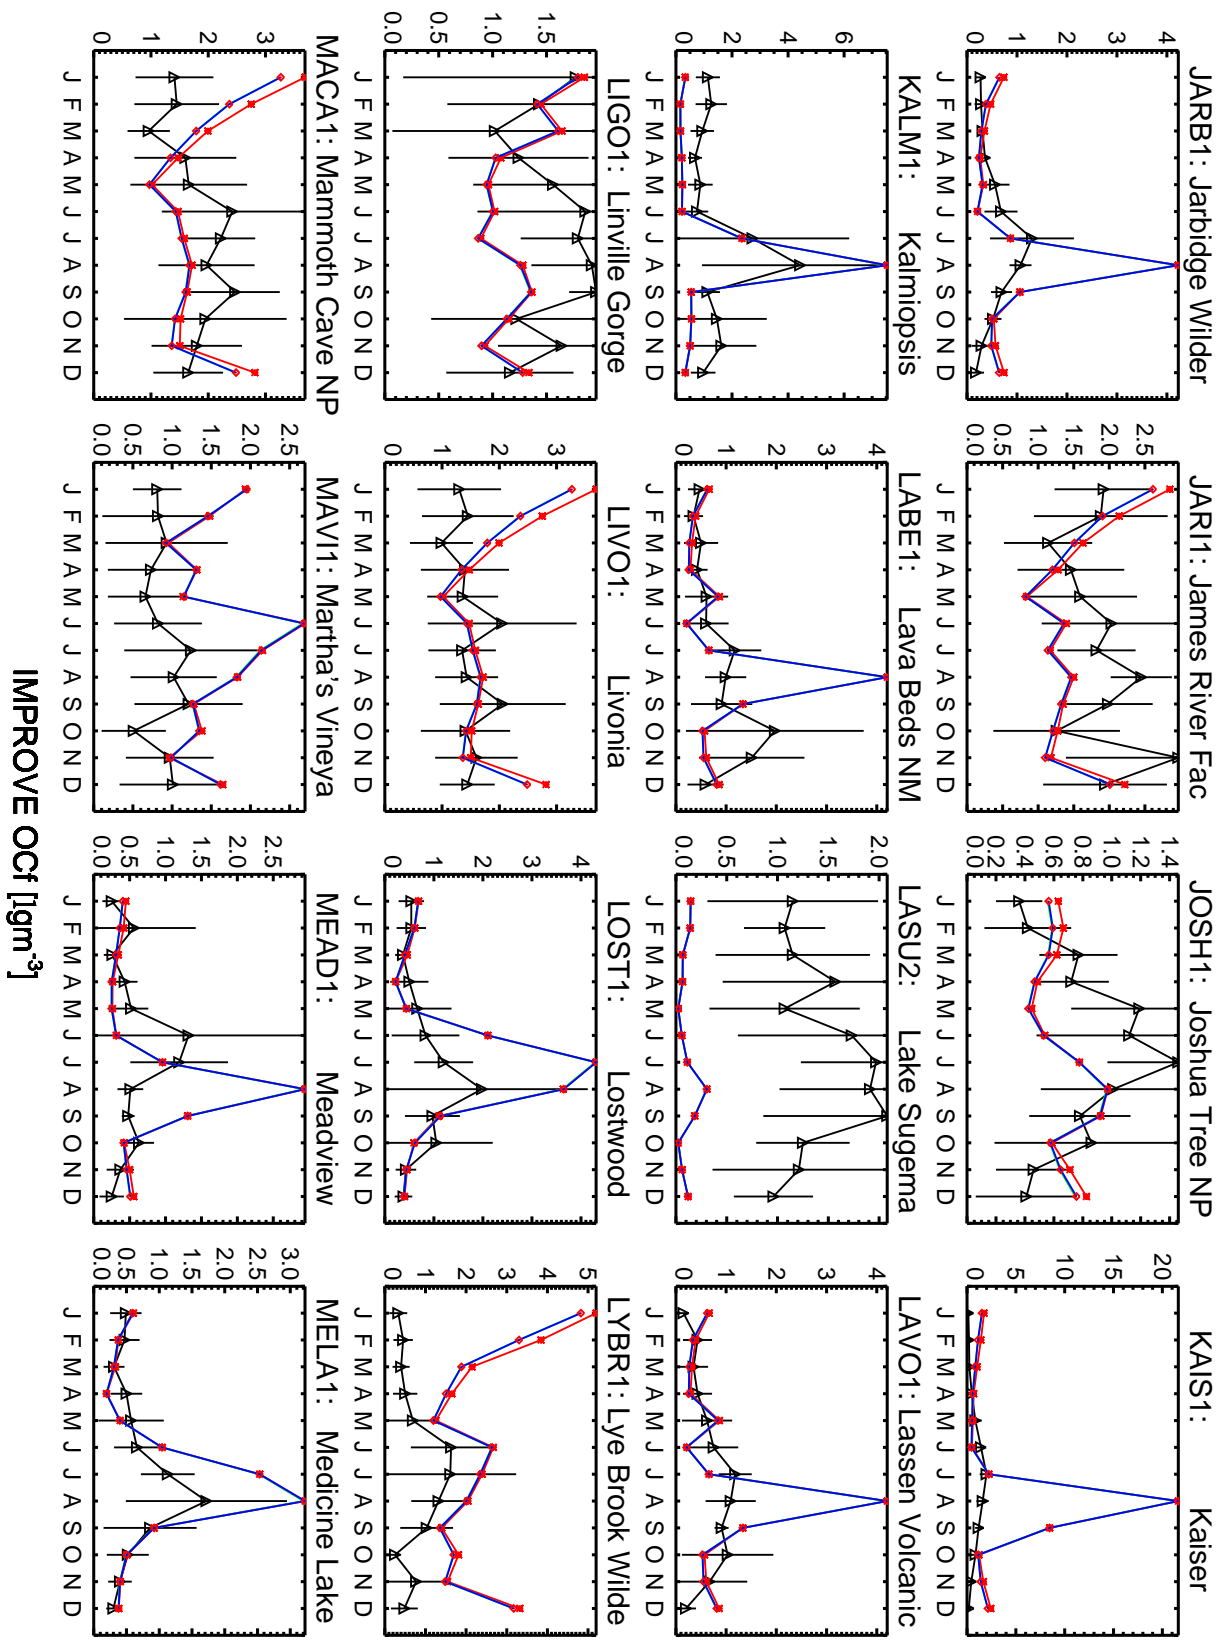 JARB1: Jarbidge Wilder
4
3
2
1
0
J F M A M J J A S O N D
JARI1: James River Fac
2.5
2.0
1.5
1.0
0.5
0.0
J F M A M J J A S O N D
JOSH1: Joshua Tree NP
1.4
1.2
1.0
0.8
0.6
0.4
0.2
0.0
J F M A M J J A S O N D
KAIS1: Kaiser
20
15
10
5
0
J F M A M J J A S O N D
KALM1: Kalmiopsis
6
4
2
0
J F M A M J J A S O N D
LABE1: Lava Beds NM
4
3
2
1
0
J F M A M J J A S O N D
LASU2: Lake Sugema
2.0
1.5
1.0
0.5
0.0
J F M A M J J A S O N D
LAVO1: Lassen Volcanic
4
3
2
1
0
J F M A M J J A S O N D
LIGO1: Linville Gorge
1.5
1.0
0.5
0.0
J F M A M J J A S O N D
LIVO1: Livonia
3
2
1
0
J F M A M J J A S O N D
LOST1: Lostwood
4
3
2
1
0
J F M A M J J A S O N D
LYBR1: Lye Brook Wilde
5
4
3
2
1
0
J F M A M J J A S O N D
MACA1: Mammoth Cave NP
3
2
1
0
J F M A M J J A S O N D
MAVI1: Martha's Vineya
2.5
2.0
1.5
1.0
0.5
0.0
J F M A M J J A S O N D
MEAD1: Meadview
2.5
2.0
1.5
1.0
0.5
0.0
J F M A M J J A S O N D
MELA1: Medicine Lake
3.0
2.5
2.0
1.5
1.0
0.5
0.0
J F M A M J J A S O N D
IMPROVE OCf [1gm-3]